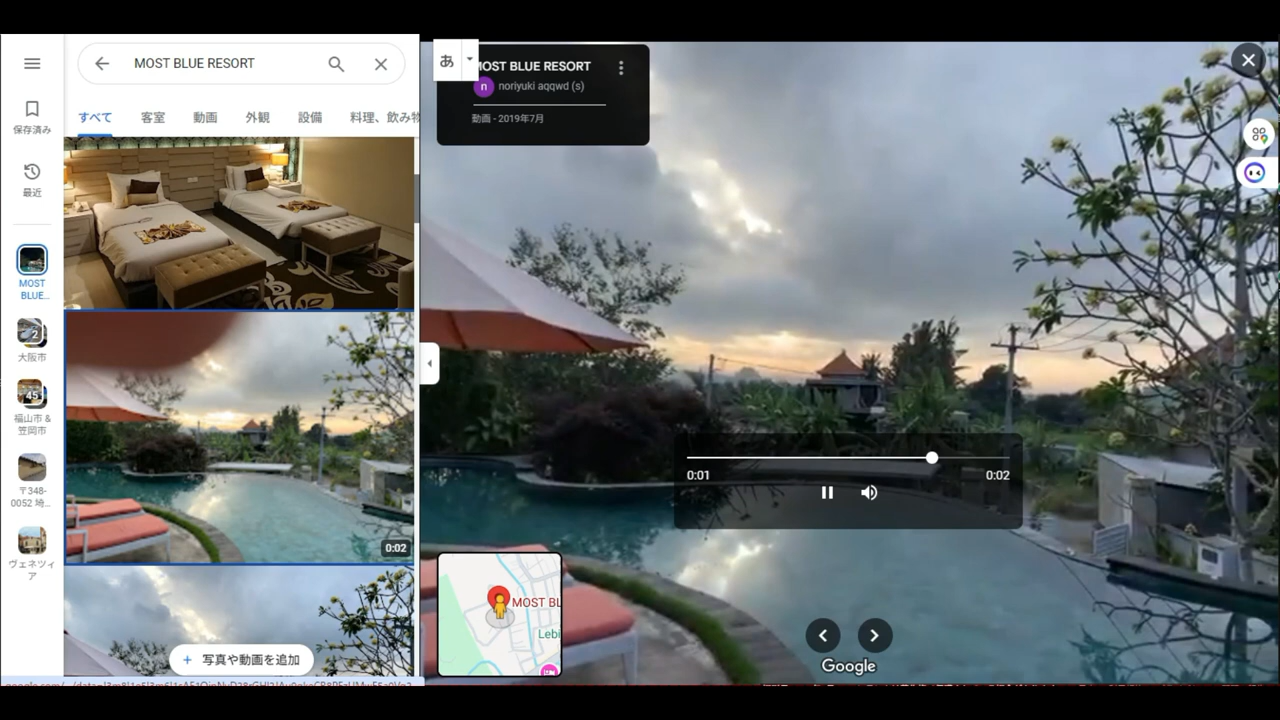 MOST BLUE RESORT
すべて
客室
動画
外観
設備
料理、飲み物
保存済み
最近
MOST
BLUE...
2
大阪市
45
福山市 &
笠岡市
〒348-
0052 埼...
ヴェネツィ
ア
0:02
+ 写真や動画を追加
あ
MOST BLUE RESORT
n noriyuki aqqwd (s)
動画 - 2019年7月
0:01
0:02
MOST BL
Lebi
Google